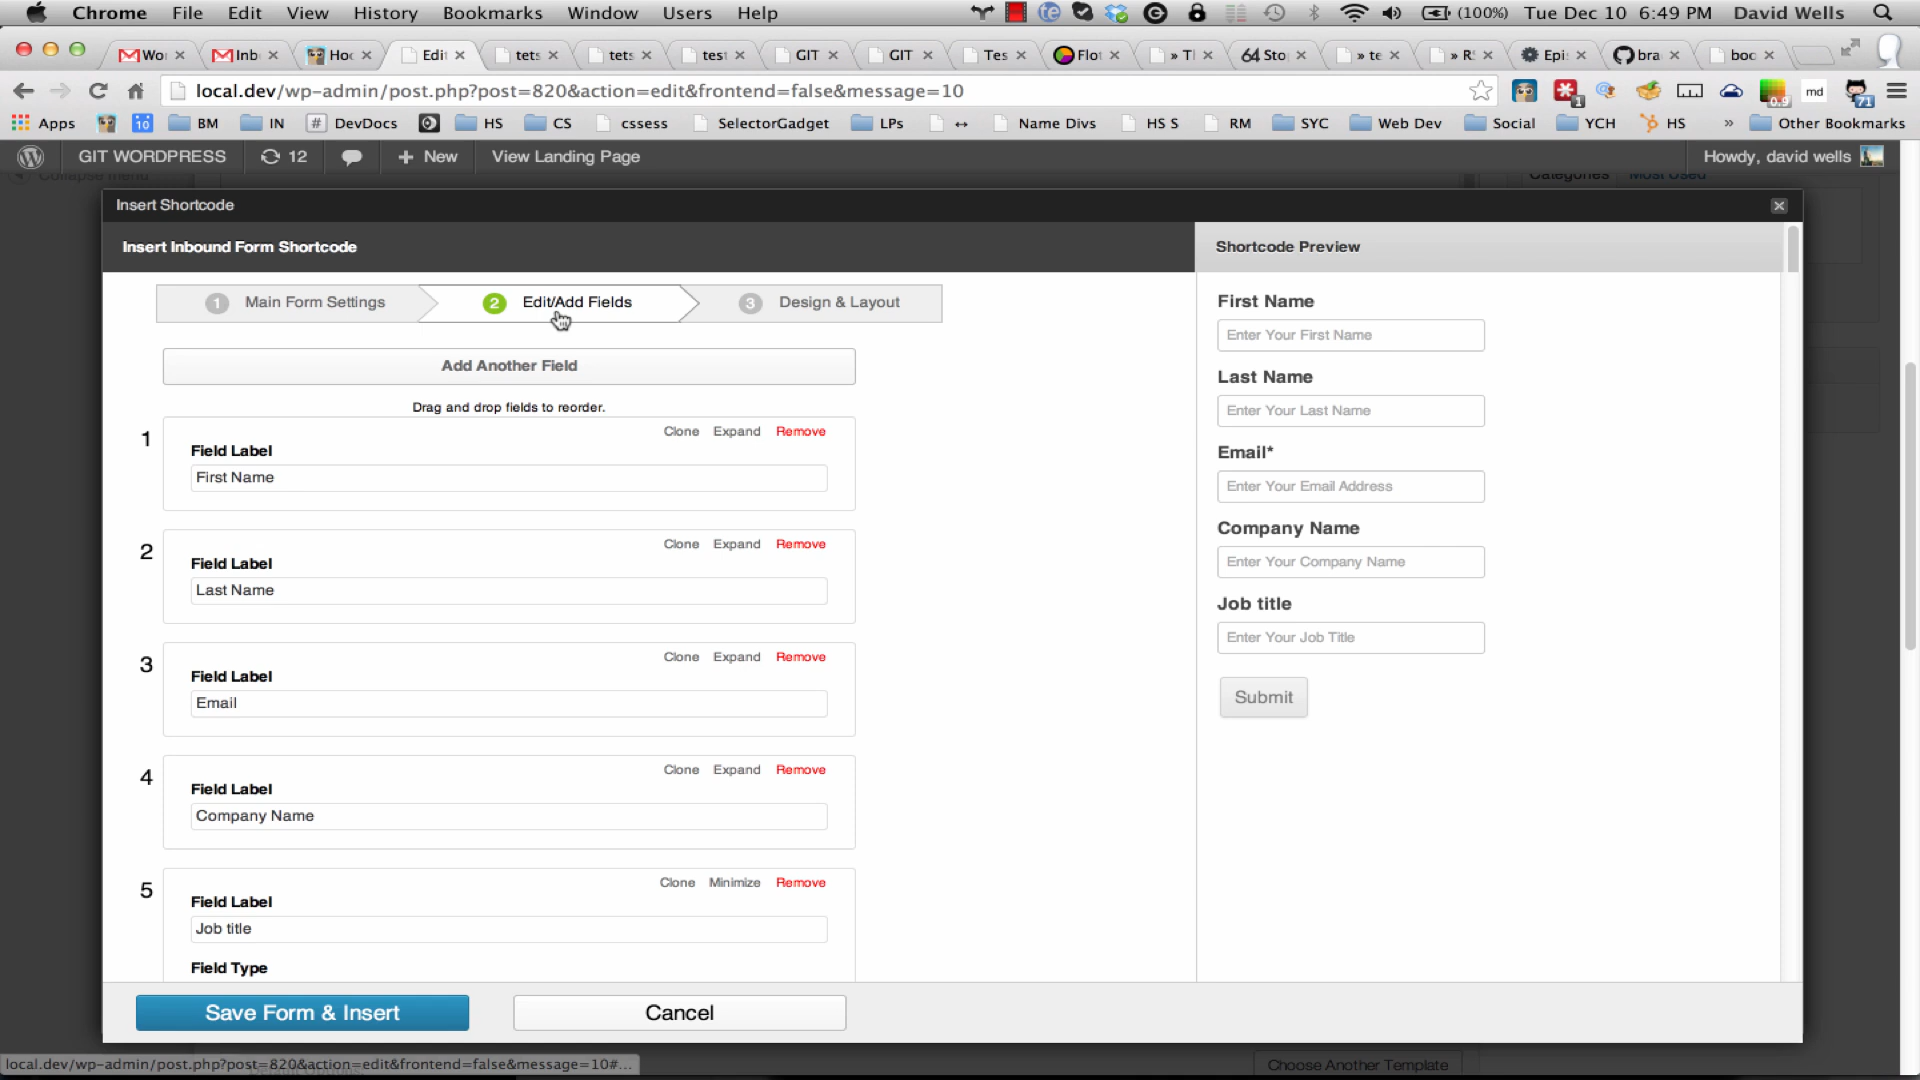 Chrome File Edit View History Bookmarks Window Users Help (100%) Tue Dec 10 6:49 PM David Wells
Wo Inb Hoo Edi tets tets test GIT GIT Tes Flo » Tl 64 Sto » te » R Epi bra boo
local.dev/wp-admin/post.php?post=820&action=edit&frontend=false&message=10 1 0.9 md 71
Apps 10 BM IN # DevDocs HS CS cssess SelectorGadget LPs ↔ Name Divs HS S RM SYC Web Dev Social YCH HS » Other Bookmarks
GIT WORDPRESS 12 + New View Landing Page Howdy, david wells
Collapse menu Categories Most Used
Insert Shortcode
Insert Inbound Form Shortcode Shortcode Preview
1 Main Form Settings 2 Edit/Add Fields 3 Design & Layout
Add Another Field
Drag and drop fields to reorder.
1 Clone Expand Remove
Field Label
First Name
2 Clone Expand Remove
Field Label
Last Name
3 Clone Expand Remove
Field Label
Email
4 Clone Expand Remove
Field Label
Company Name
5 Clone Minimize Remove
Field Label
Job title
Field Type
First Name
Enter Your First Name
Last Name
Enter Your Last Name
Email*
Enter Your Email Address
Company Name
Enter Your Company Name
Job title
Enter Your Job Title
Submit
Save Form & Insert Cancel
local.dev/wp-admin/post.php?post=820&action=edit&frontend=false&message=10#...
Choose Another Template